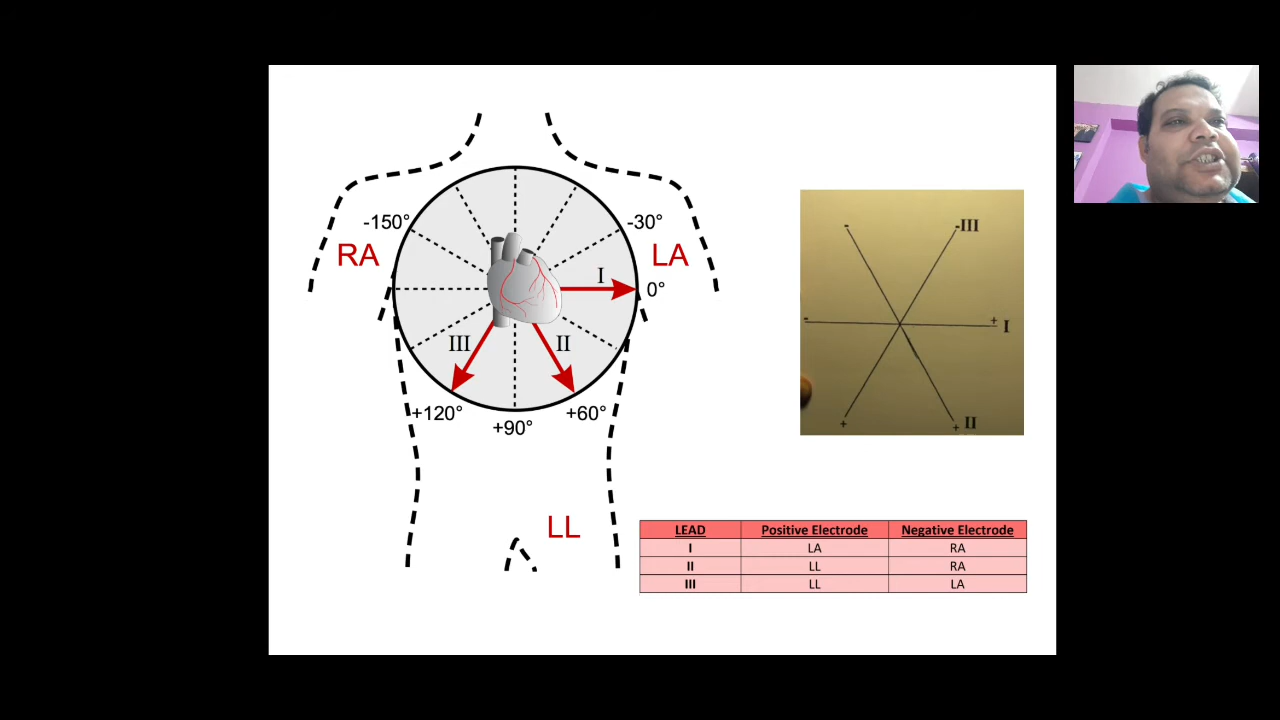 -150°
-30°
RA
LA
I
0°
III
II
+120°
+60°
+90°
LL
-
-III
-
+
I
+
+ II
LEAD Positive Electrode Negative Electrode
I LA RA
II LL RA
III LL LA